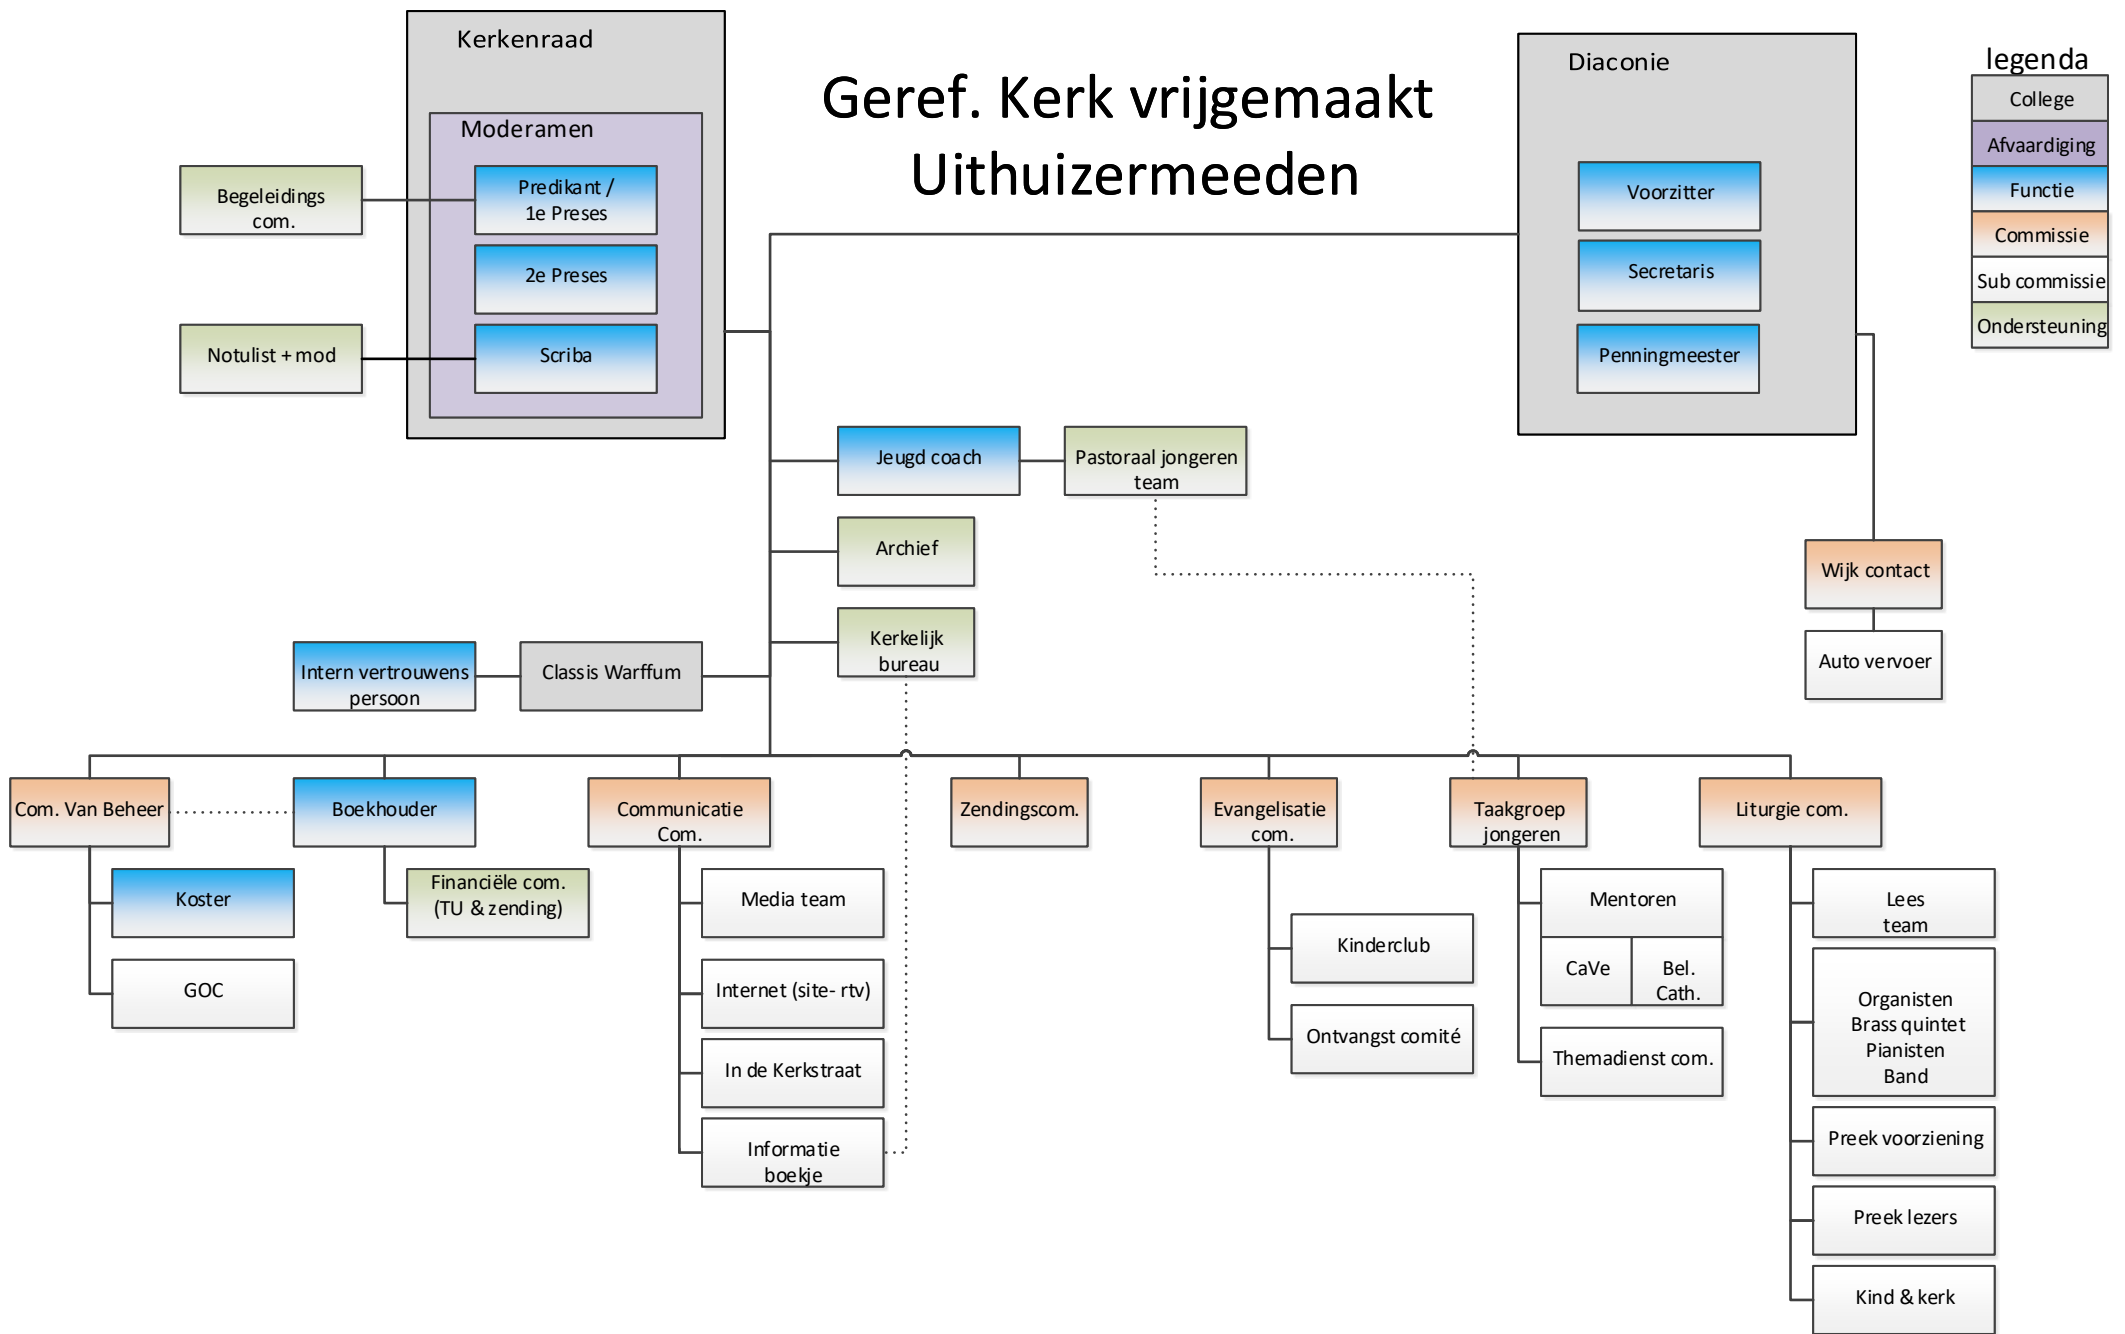 Kerkenraad
Moderamen
Predikant /
1e Preses
2e Preses
Scriba
Begeleidings
com.
Notulist + mod
Geref. Kerk vrijgemaakt
Uithuizermeeden
Diaconie
Voorzitter
Secretaris
Penningmeester
legenda
College
Afvaardiging
Functie
Commissie
Sub commissie
Ondersteuning
Jeugd coach
Pastoraal jongeren
team
Archief
Kerkelijk
bureau
Intern vertrouwens
persoon
Classis Warffum
Wijk contact
Auto vervoer
Com. Van Beheer
Koster
GOC
Boekhouder
Financiële com.
(TU & zending)
Communicatie
Com.
Media team
Internet (site- rtv)
In de Kerkstraat
Informatie
boekje
Zendingscom.
Evangelisatie
com.
Kinderclub
Ontvangst comité
Taakgroep
jongeren
Mentoren
CaVe
Bel.
Cath.
Themadienst com.
Liturgie com.
Lees
team
Organisten
Brass quintet
Pianisten
Band
Preek voorziening
Preek lezers
Kind & kerk